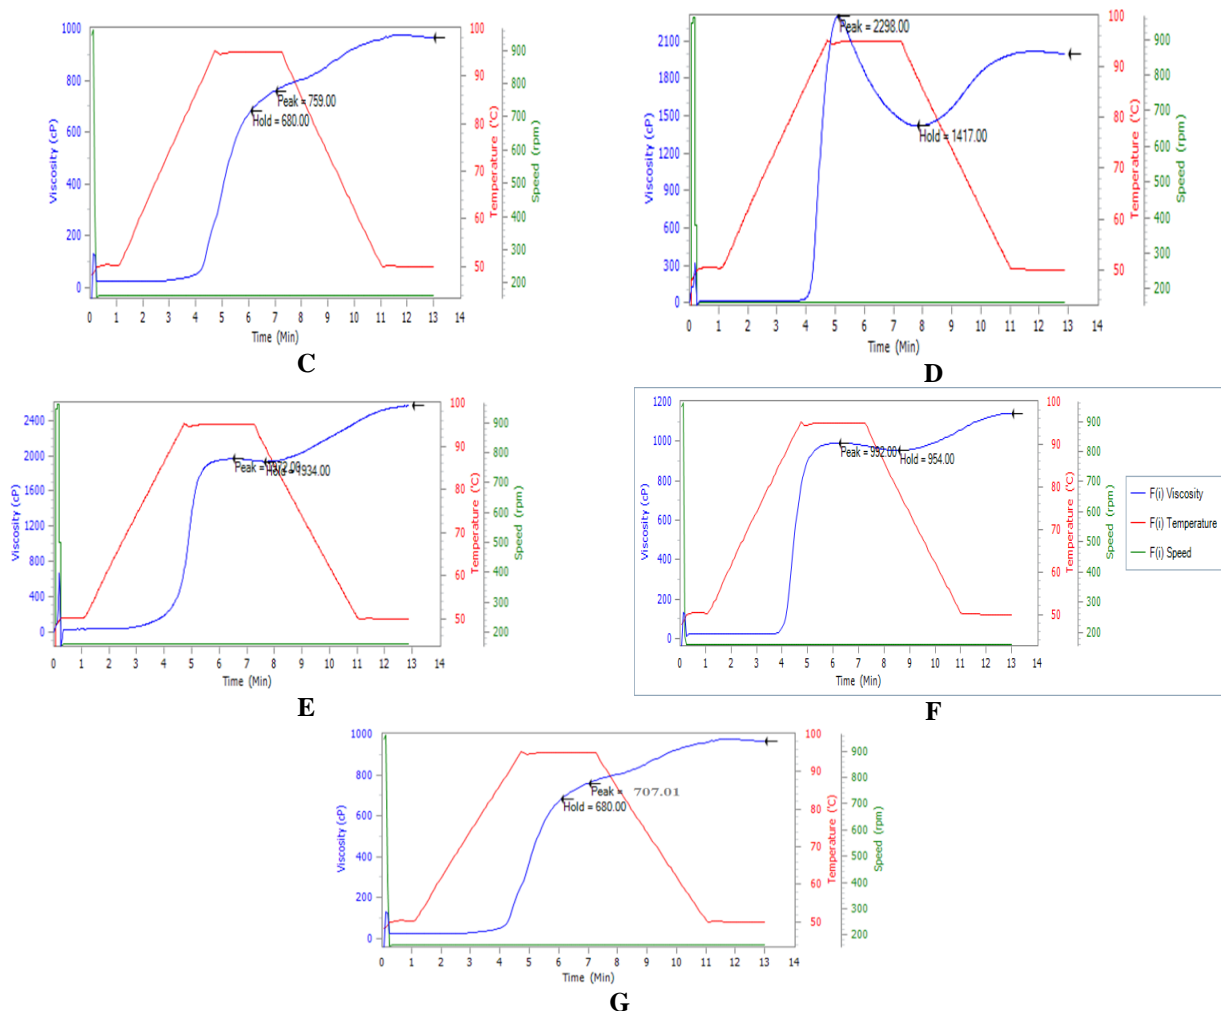 1000
800
600
400
200
0
Viscosity (cP)
Peak = 759.00
Hold = 680.00
100
90
80
70
60
50
Temperature (°C)
900
800
700
600
500
400
300
200
Speed (rpm)
0 1 2 3 4 5 6 7 8 9 10 11 12 13 14
Time (Min)
C
2100
1800
1500
1200
900
600
300
0
Viscosity (cP)
Peak = 2298.00
Hold = 1417.00
100
90
80
70
60
50
Temperature (°C)
900
800
700
600
500
400
300
200
Speed (rpm)
0 1 2 3 4 5 6 7 8 9 10 11 12 13 14
Time (Min)
D
2400
2000
1600
1200
800
400
0
Viscosity (cP)
Peak = 1972.00
Hold = 1934.00
100
90
80
70
60
50
Temperature (°C)
900
800
700
600
500
400
300
200
Speed (rpm)
0 1 2 3 4 5 6 7 8 9 10 11 12 13 14
Time (Min)
E
1200
1000
800
600
400
200
0
Viscosity (cP)
Peak = 992.00
Hold = 954.00
100
90
80
70
60
50
Temperature (°C)
900
800
700
600
500
400
300
200
Speed (rpm)
0 1 2 3 4 5 6 7 8 9 10 11 12 13 14
Time (Min)
F(i) Viscosity
F(i) Temperature
F(i) Speed
F
1000
800
600
400
200
0
Viscosity (cP)
Peak = 707.01
Hold = 680.00
100
90
80
70
60
50
Temperature (°C)
900
800
700
600
500
400
300
200
Speed (rpm)
0 1 2 3 4 5 6 7 8 9 10 11 12 13 14
Time (Min)
G